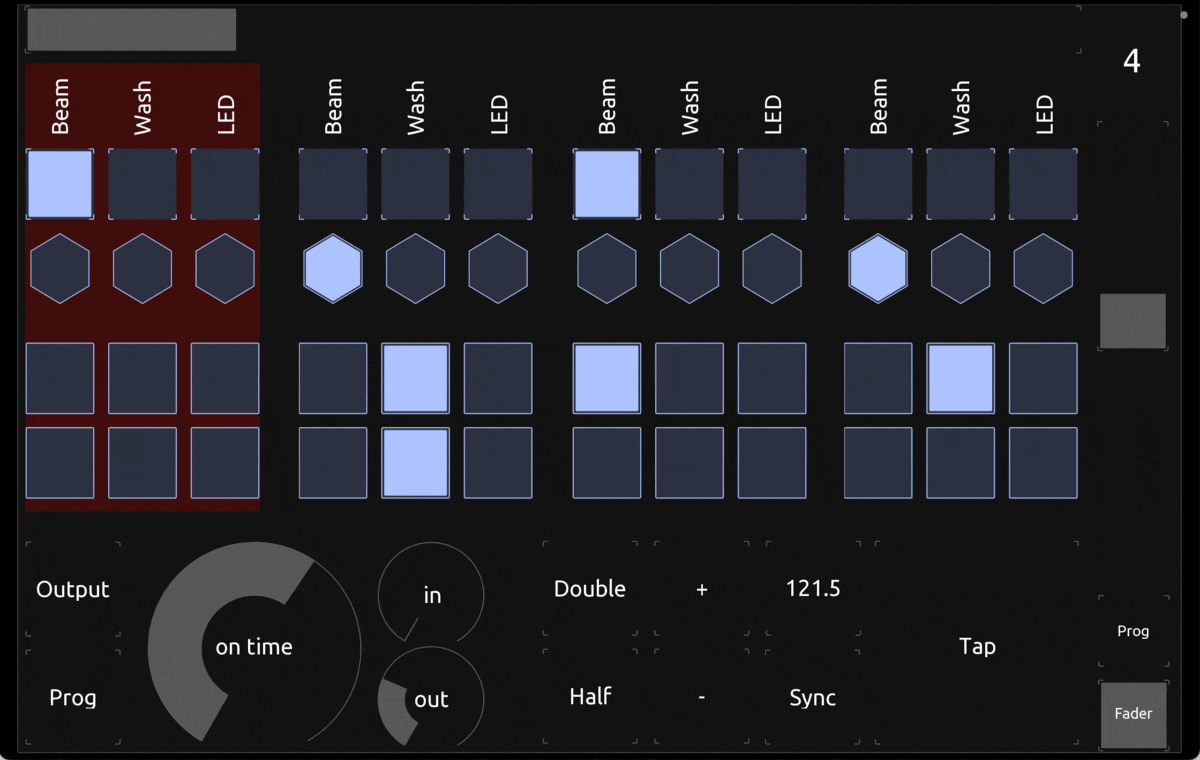 4
Beam
Wash
LED
Beam
Wash
LED
Beam
Wash
LED
Beam
Wash
LED
Output
on time
in
Double
+
121.5
Tap
Prog
Prog
out
Half
-
Sync
Fader